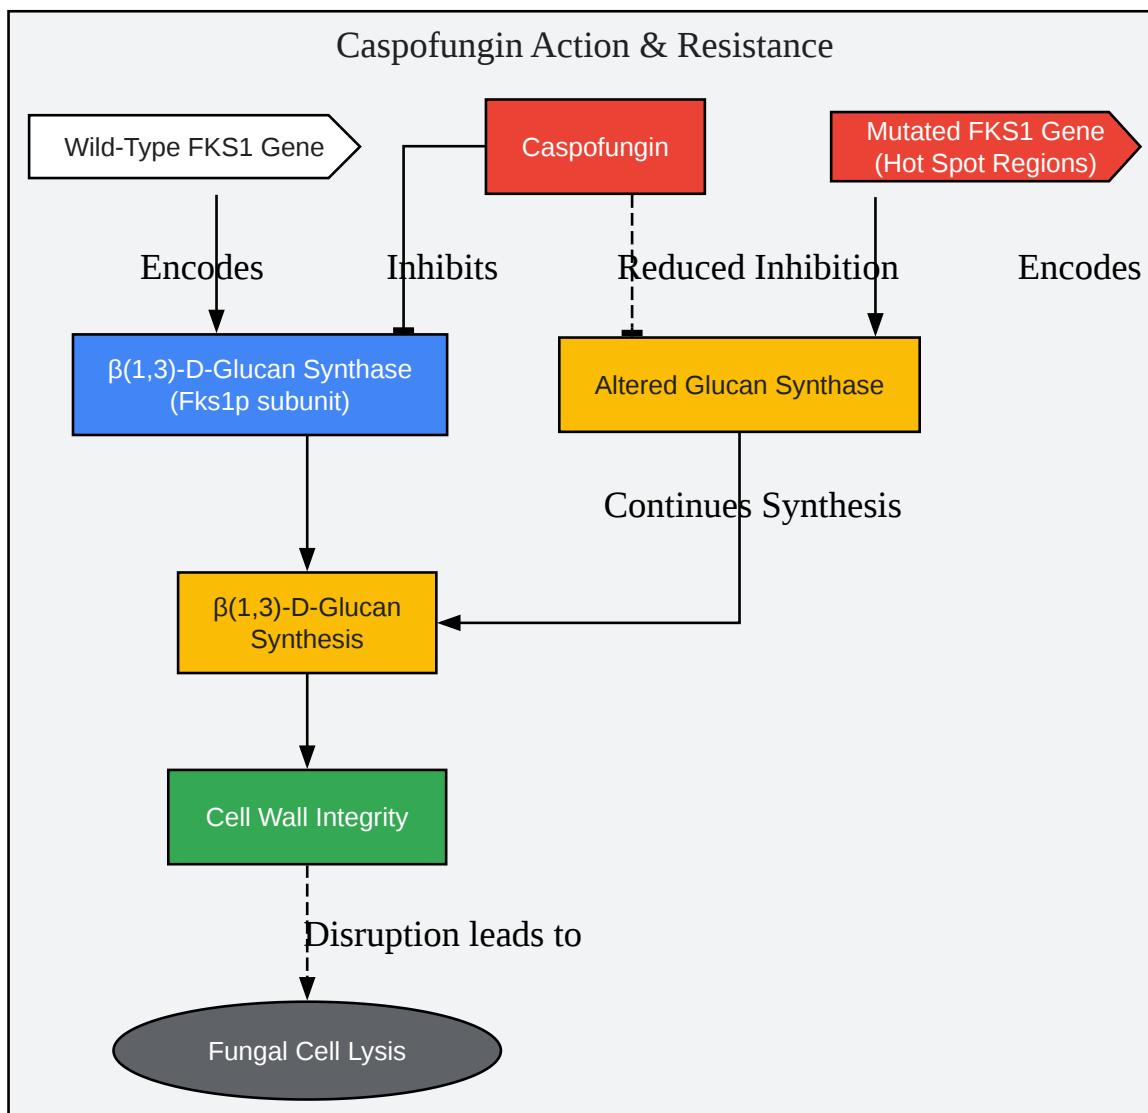 Caspofungin Action & Resistance
Wild-Type FKS1 Gene
Caspofungin
Mutated FKS1 Gene
(Hot Spot Regions)
Encodes
Inhibits
Reduced Inhibition
Encodes
β(1,3)-D-Glucan Synthase
(Fks1p subunit)
Altered Glucan Synthase
Continues Synthesis
β(1,3)-D-Glucan
Synthesis
Cell Wall Integrity
Disruption leads to
Fungal Cell Lysis